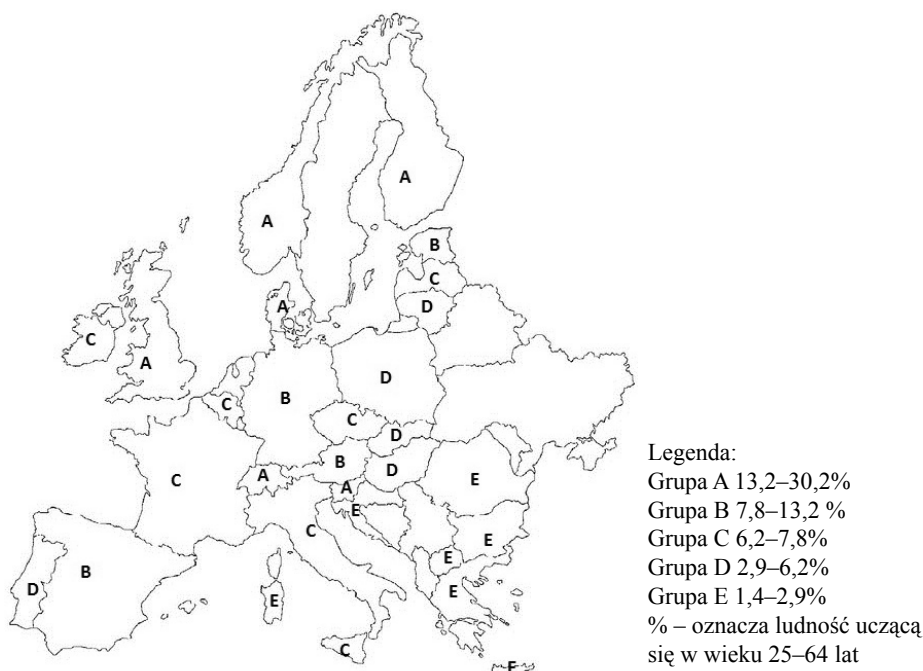 A
A
B
C
A
D
C
A
D
B
C
C
D
B
C
A
D
E
A
E
C
E
B
E
D
E
E
C
E
Legenda:
Grupa A 13,2–30,2%
Grupa B 7,8–13,2 %
Grupa C 6,2–7,8%
Grupa D 2,9–6,2%
Grupa E 1,4–2,9%
% – oznacza ludność uczącą
się w wieku 25–64 lat